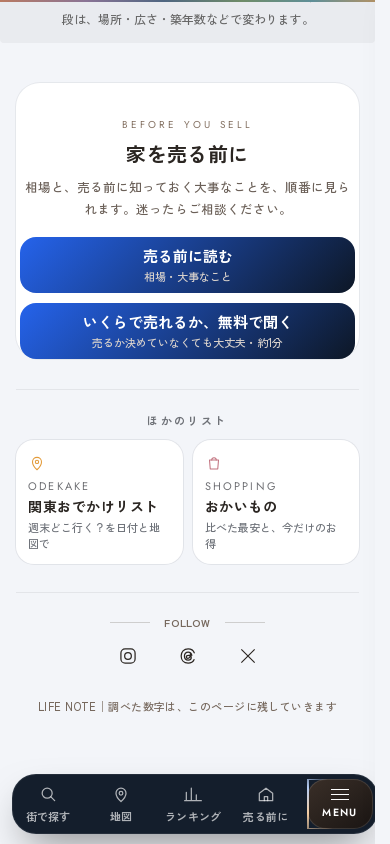 段は、場所・広さ・築年数などで変わります。
BEFORE YOU SELL
家を売る前に
相場と、売る前に知っておく大事なことを、順番に見ら
れます。迷ったらご相談ください。
売る前に読む
相場・大事なこと
いくらで売れるか、無料で聞く
売るか決めていなくても大丈夫・約1分
ほかのリスト
ODEKAKE
関東おでかけリスト
週末どこ行く？を日付と地
図で
SHOPPING
おかいもの
比べた最安と、今だけのお
得
FOLLOW
LIFE NOTE｜調べた数字は、このページに残していきます
街で探す
地図
ランキング
売る前に
MENU